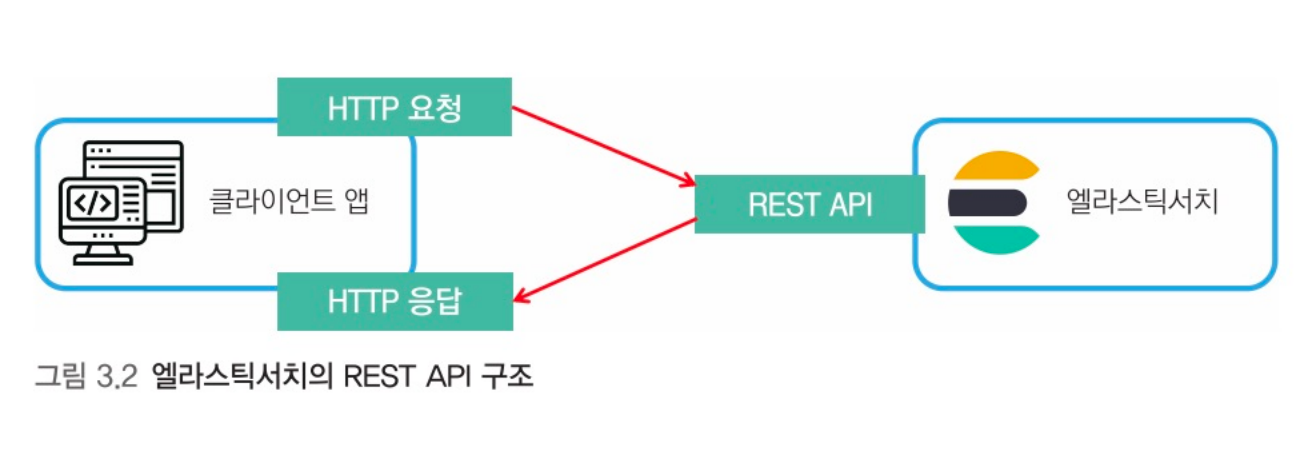 HTTP 요청
클라이언트 앱
</>
REST API
엘라스틱서치
HTTP 응답
그림 3.2 엘라스틱서치의 REST API 구조